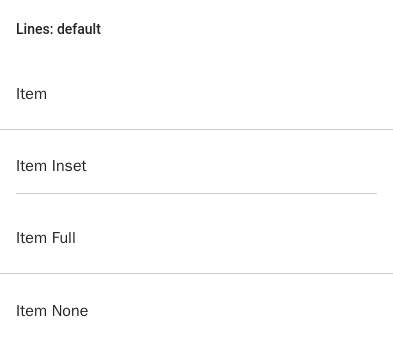 Lines: default
Item
Item Inset
Item Full
Item None